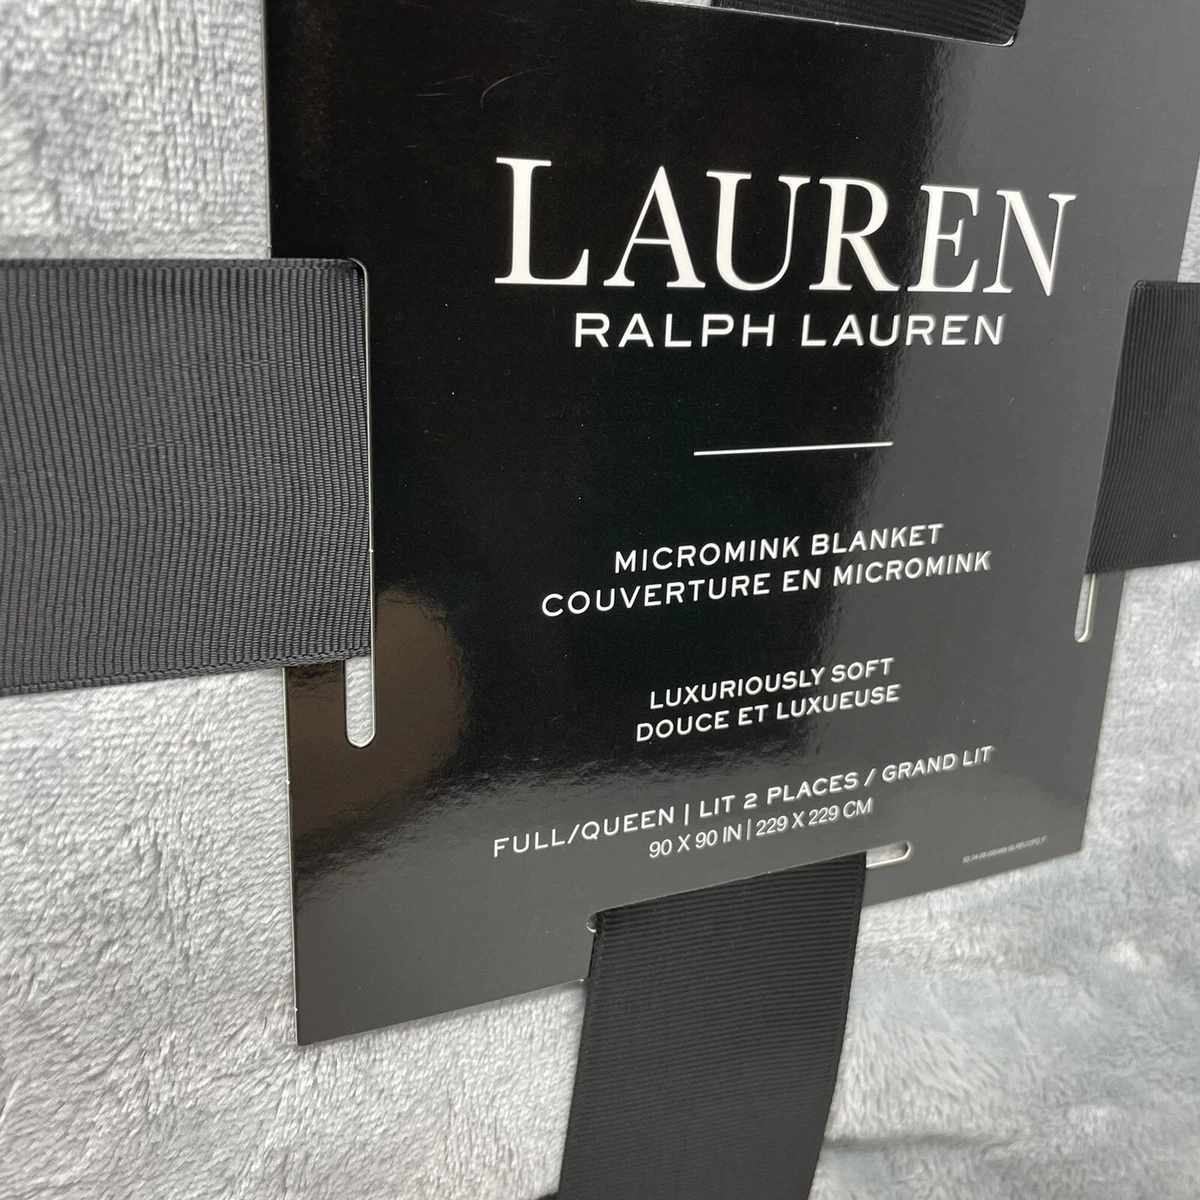 LAUREN
RALPH LAUREN
MICROMINK BLANKET
COUVERTURE EN MICROMINK
LUXURIOUSLY SOFT
DOUCE ET LUXUEUSE
FULL/QUEEN | LIT 2 PLACES / GRAND LIT
90 X 90 IN | 229 X 229 CM